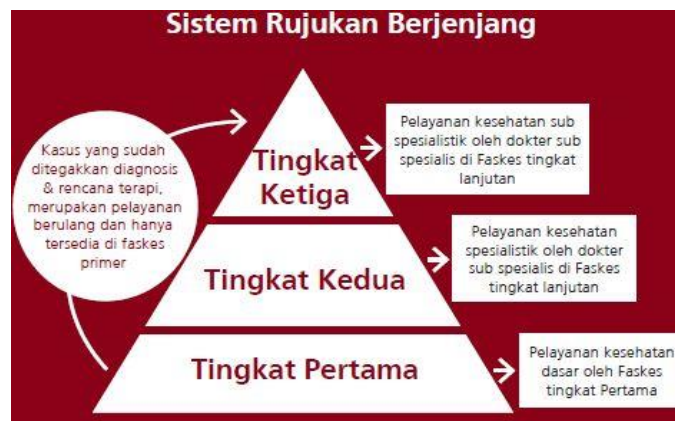 Sistem Rujukan Berjenjang
Kasus yang sudah
ditegakkan diagnosis
& rencana terapi,
merupakan pelayanan
berulang dan hanya
tersedia di faskes
primer
Tingkat
Ketiga
Pelayanan kesehatan sub
spesialistik oleh dokter sub
spesialis di Faskes tingkat
lanjutan
Tingkat Kedua
Pelayanan kesehatan
spesialistik oleh dokter
sub spesialis di Faskes
tingkat lanjutan
Tingkat Pertama
Pelayanan kesehatan
dasar oleh Faskes
tingkat Pertama